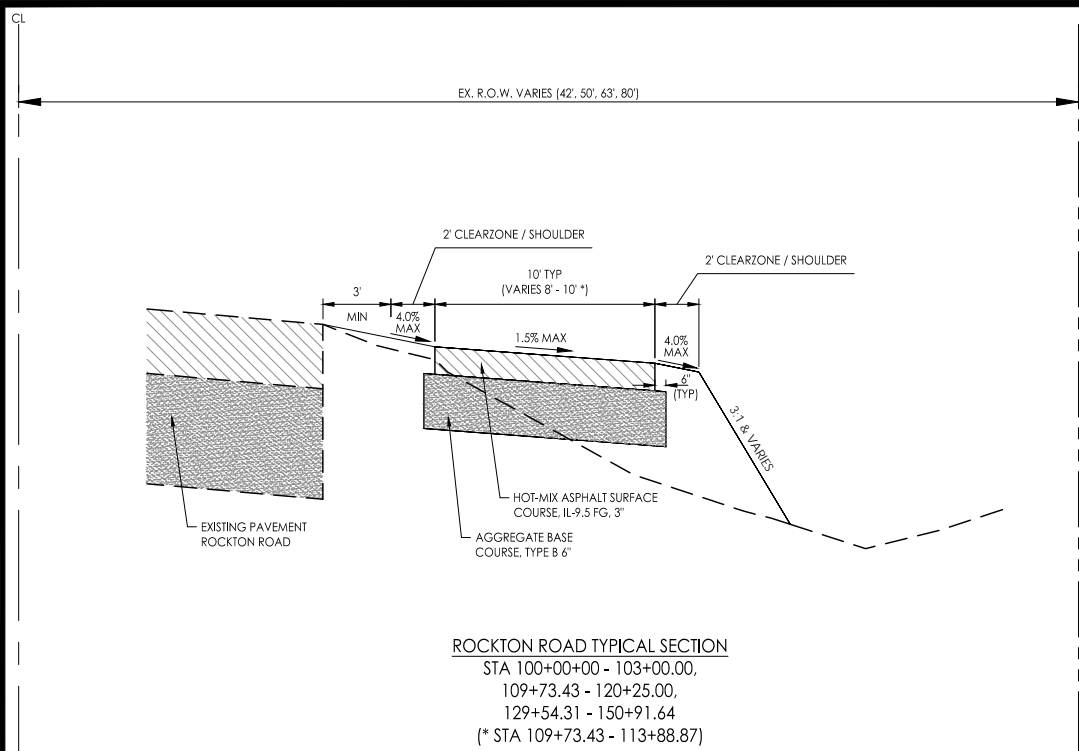 CL
EX. R.O.W. VARIES (42', 50', 63', 80')
2' CLEARZONE / SHOULDER
2' CLEARZONE / SHOULDER
10' TYP
(VARIES 8' - 10' *)
3'
MIN
4.0%
MAX
1.5% MAX
4.0%
MAX
6"
(TYP)
3:1 & VARIES
HOT-MIX ASPHALT SURFACE
COURSE, IL-9.5 FG, 3"
EXISTING PAVEMENT
ROCKTON ROAD
AGGREGATE BASE
COURSE, TYPE B 6"
ROCKTON ROAD TYPICAL SECTION
STA 100+00+00 - 103+00.00,
109+73.43 - 120+25.00,
129+54.31 - 150+91.64
(* STA 109+73.43 - 113+88.87)